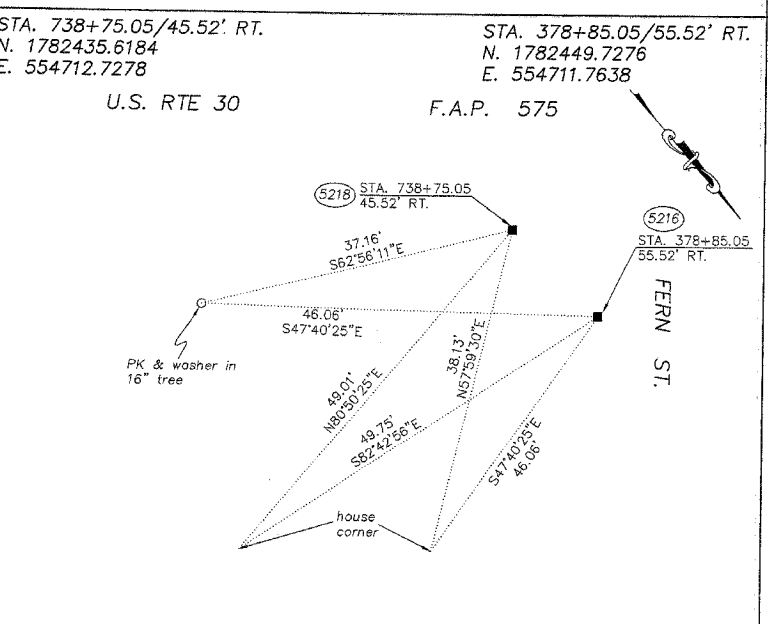 STA. 738+75.05/45.52' RT.
N. 1782435.6184
E. 554712.7278
STA. 378+85.05/55.52' RT.
N. 1782449.7276
E. 554711.7638
U.S. RTE 30
F.A.P. 575
5218
STA. 738+75.05
45.52' RT.
5216
STA. 378+85.05
55.52' RT.
FERN ST.
37.16'
S62°56'11"E
46.06'
S47°40'25"E
PK & washer in
16" tree
49.01'
N80°50'25"E
38.13'
N57°59'30"E
49.75'
S82°42'56"E
S47°40'25"E
46.06'
house
corner